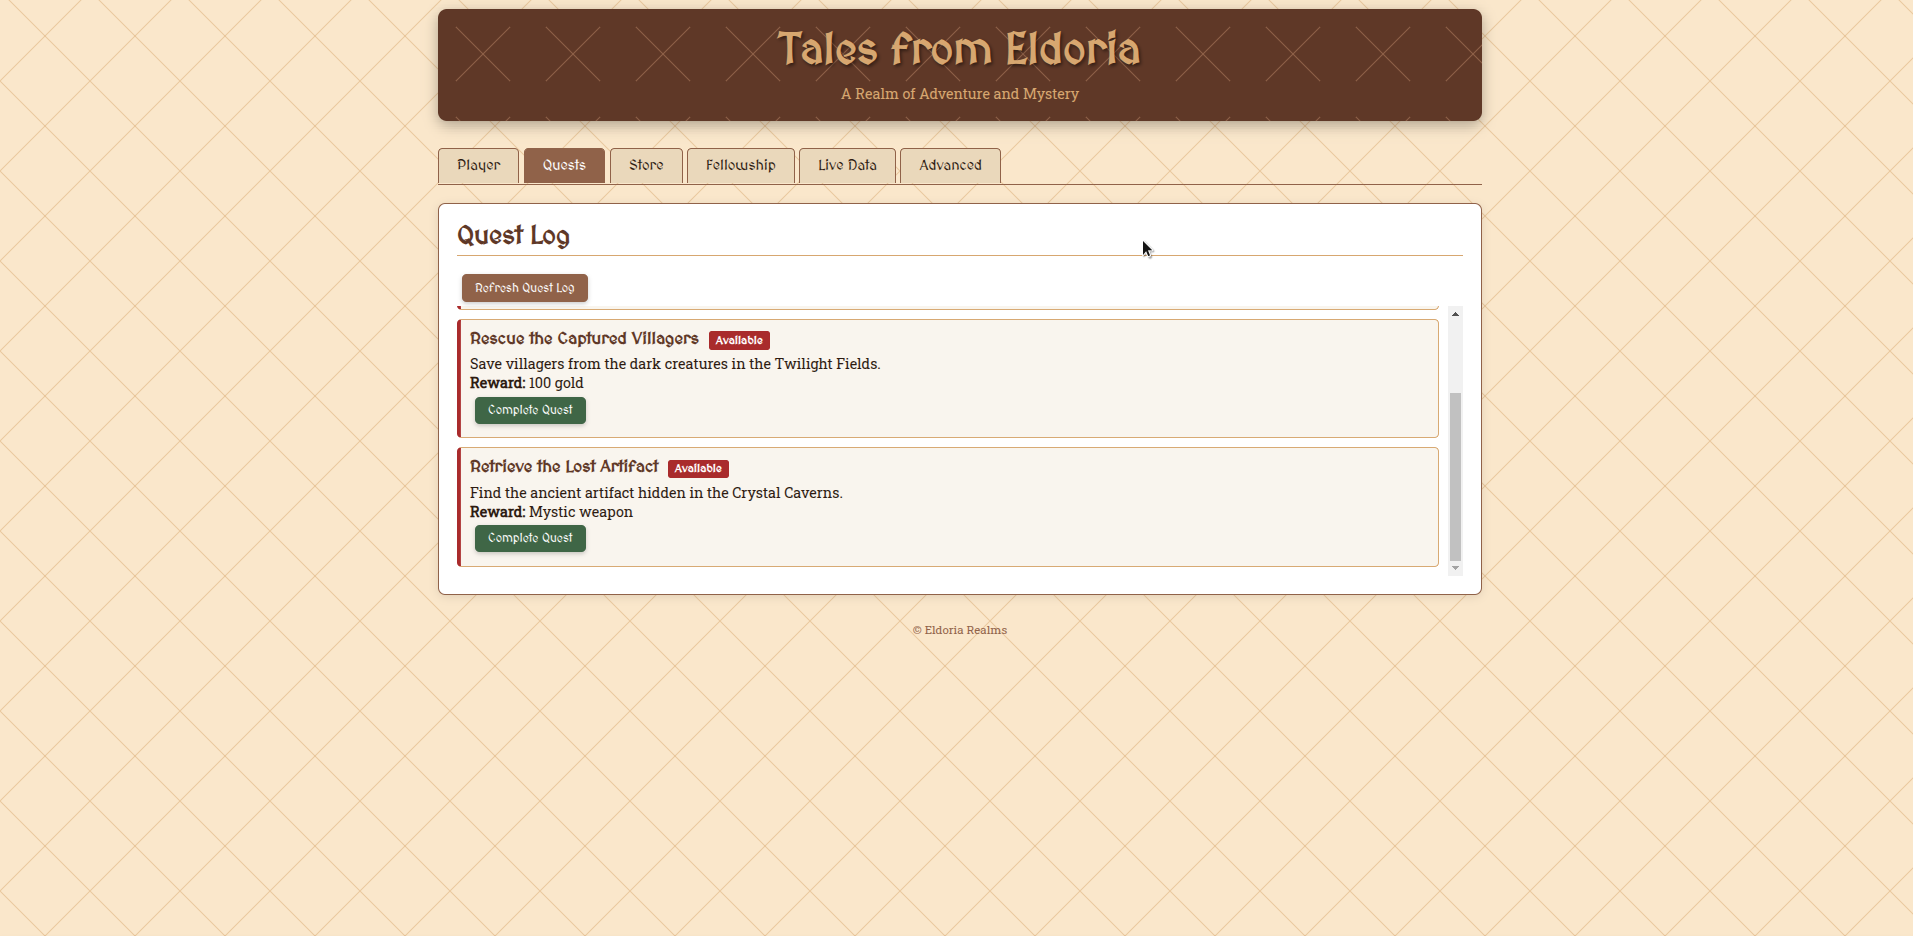 Tales from Eldoria
A Realm of Adventure and Mystery
Player
Quests
Store
Fellowship
Live Data
Advanced
Quest Log
Refresh Quest Log
Rescue the Captured Villagers Available
Save villagers from the dark creatures in the Twilight Fields.
Reward: 100 gold
Complete Quest
Retrieve the Lost Artifact Available
Find the ancient artifact hidden in the Crystal Caverns.
Reward: Mystic weapon
Complete Quest
© Eldoria Realms